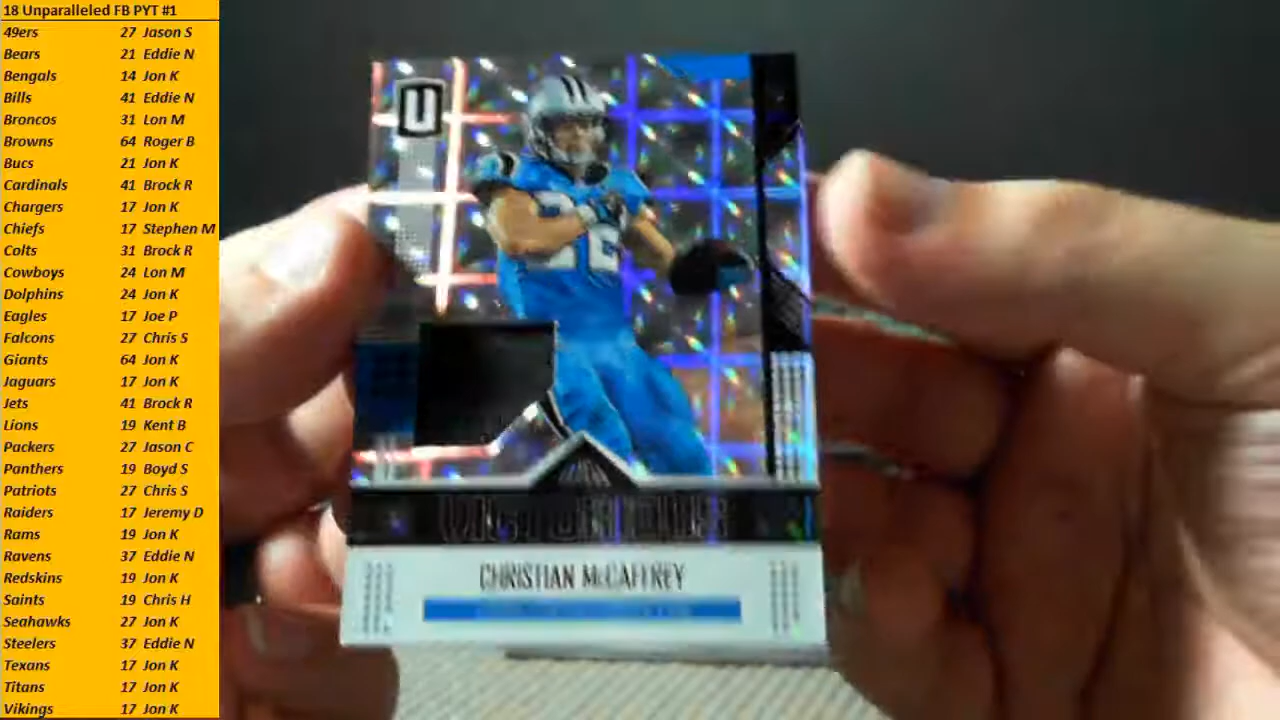 18 Unparalleled FB PYT #1
49ers 27 Jason S
Bears 21 Eddie N
Bengals 14 Jon K
Bills 41 Eddie N
Broncos 31 Lon M
Browns 64 Roger B
Bucs 21 Jon K
Cardinals 41 Brock R
Chargers 17 Jon K
Chiefs 17 Stephen M
Colts 31 Brock R
Cowboys 24 Lon M
Dolphins 24 Jon K
Eagles 17 Joe P
Falcons 27 Chris S
Giants 64 Jon K
Jaguars 17 Jon K
Jets 41 Brock R
Lions 19 Kent B
Packers 27 Jason C
Panthers 19 Boyd S
Patriots 27 Chris S
Raiders 17 Jeremy D
Rams 19 Jon K
Ravens 37 Eddie N
Redskins 19 Jon K
Saints 19 Chris H
Seahawks 27 Jon K
Steelers 37 Eddie N
Texans 17 Jon K
Titans 17 Jon K
Vikings 17 Jon K
U
22
VICTORIOUS
CHRISTIAN McCAFFREY